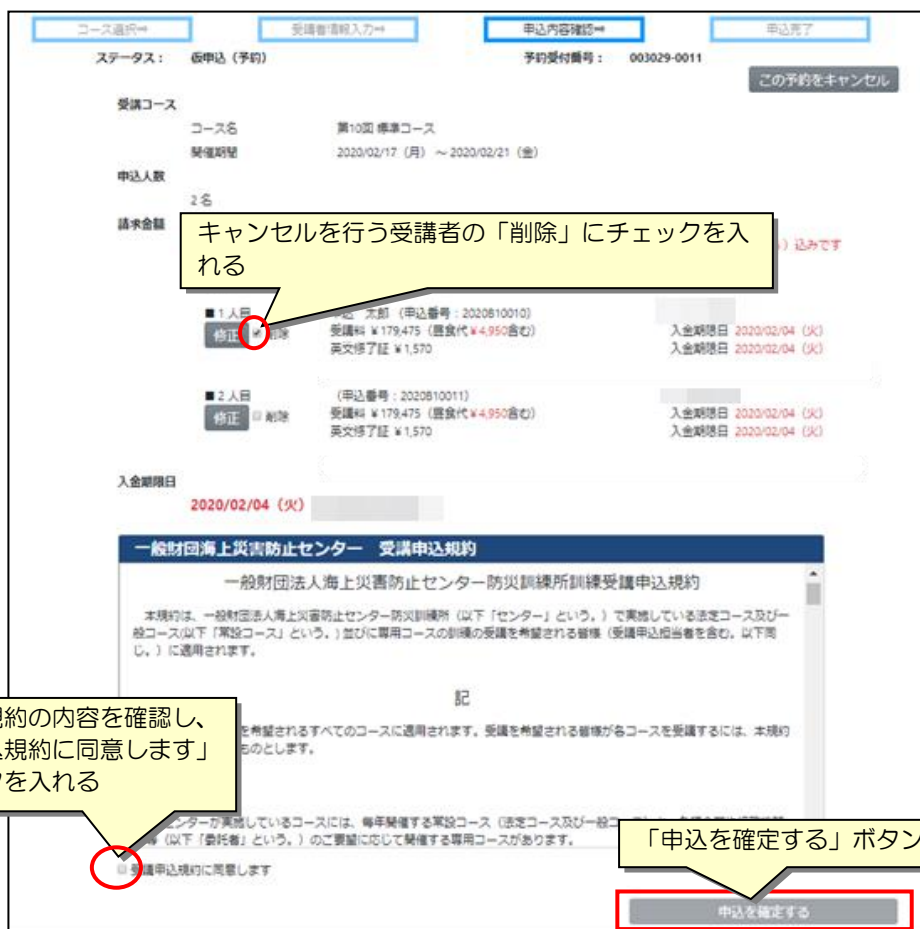 コース選択⇒ 受講者情報入力⇒ 申込内容確認⇒ 申込完了
ステータス： 仮申込（予約） 予約受付番号： 003029-0011
この予約をキャンセル
受講コース
コース名 第10回 標準コース
開催期間 2020/02/17（月）～2020/02/21（金）
申込人数
2 名
請求金額
キャンセルを行う受講者の「削除」にチェックを入
れる
）込みです
■ 1 人目 太郎（申込番号：2020810010）
修正 削除 受講料 ￥179,475（昼食代￥4,950含む） 入金期限日 2020/02/04（火）
英文修了証 ￥1,570 入金期限日 2020/02/04（火）
■ 2 人目 （申込番号：2020810011）
修正 削除 受講料 ￥179,475（昼食代￥4,950含む） 入金期限日 2020/02/04（火）
英文修了証 ￥1,570 入金期限日 2020/02/04（火）
入金期限日
2020/02/04（火）
一般財団海上災害防止センター　受講申込規約
一般財団法人海上災害防止センター防災訓練所訓練受講申込規約
本規約は、一般財団法人海上災害防止センター防災訓練所（以下「センター」という。）で実施している法定コース及び一
般コース(以下「常設コース」という。)並びに専用コースの訓練の受講を希望される皆様（受講申込担当者を含む。以下同
じ。）に適用されます。
記
規約の内容を確認し、
規約に同意します」
を入れる
を希望されるすべてのコースに適用されます。受講を希望される皆様が各コースを受講するには、本規約
ものとします。
センターが実施しているコースには、毎年開催する常設コース（法定コース及び一般コ
（以下「委託者」という。）のご要望に応じて開催する専用コースがあります。
「申込を確定する」ボタン
受講申込規約に同意します
申込を確定する